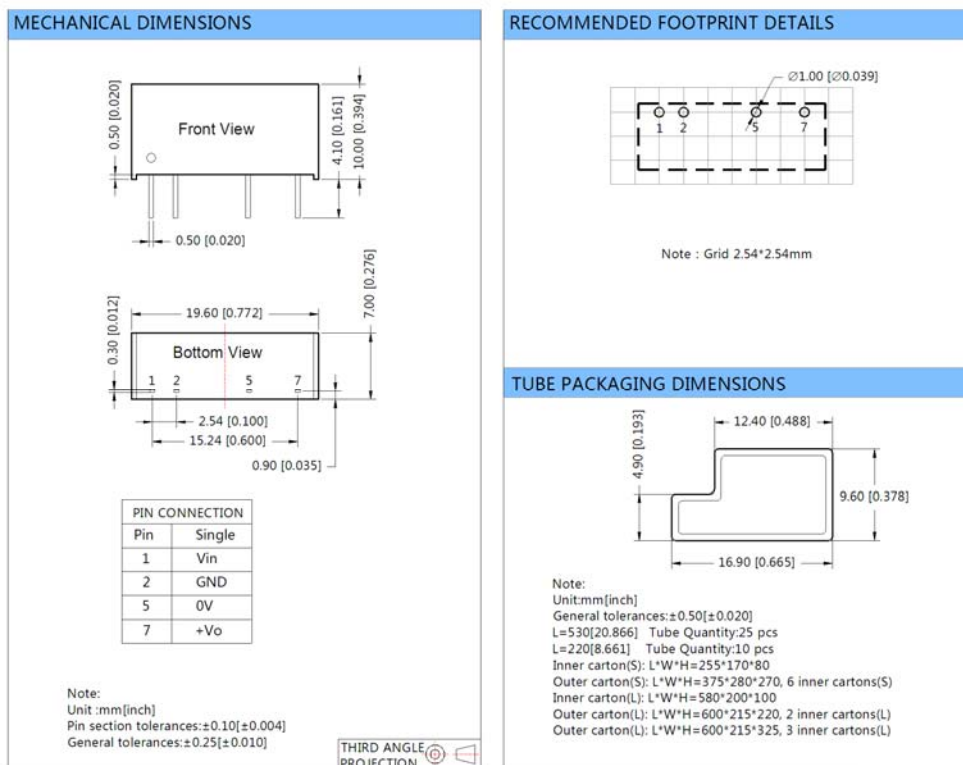 MECHANICAL DIMENSIONS
0.50 [0.020]
Front View
4.10 [0.161]
10.00 [0.394]
0.50 [0.020]
7.00 [0.276]
0.30 [0.012]
19.60 [0.772]
Bottom View
1 2 5 7
2.54 [0.100]
15.24 [0.600]
0.90 [0.035]
PIN CONNECTION
Pin Single
1 Vin
2 GND
5 0V
7 +Vo
Note:
Unit :mm[inch]
Pin section tolerances:±0.10[±0.004]
General tolerances:±0.25[±0.010]
THIRD ANGLE
PROJECTION
RECOMMENDED FOOTPRINT DETAILS
∅1.00 [∅0.039]
1 2 5 7
Note : Grid 2.54*2.54mm
TUBE PACKAGING DIMENSIONS
4.90 [0.193]
12.40 [0.488]
9.60 [0.378]
16.90 [0.665]
Note:
Unit:mm[inch]
General tolerances:±0.50[±0.020]
L=530[20.866] Tube Quantity:25 pcs
L=220[8.661] Tube Quantity:10 pcs
Inner carton(S): L*W*H=255*170*80
Outer carton(S): L*W*H=375*280*270, 6 inner cartons(S)
Inner carton(L): L*W*H=580*200*100
Outer carton(L): L*W*H=600*215*220, 2 inner cartons(L)
Outer carton(L): L*W*H=600*215*325, 3 inner cartons(L)